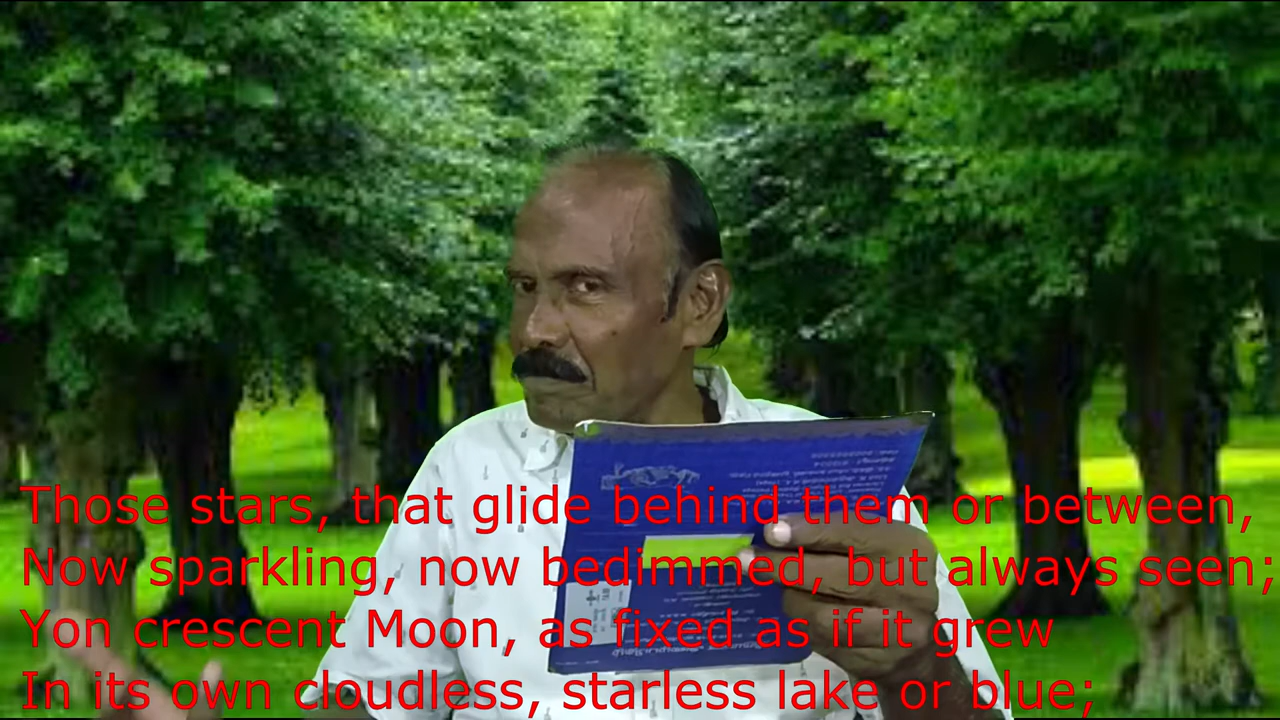 Those stars, that glide behind them or between,
Now sparkling, now bedimmed, but always seen;
Yon crescent Moon, as fixed as if it grew
In its own cloudless, starless lake or blue;